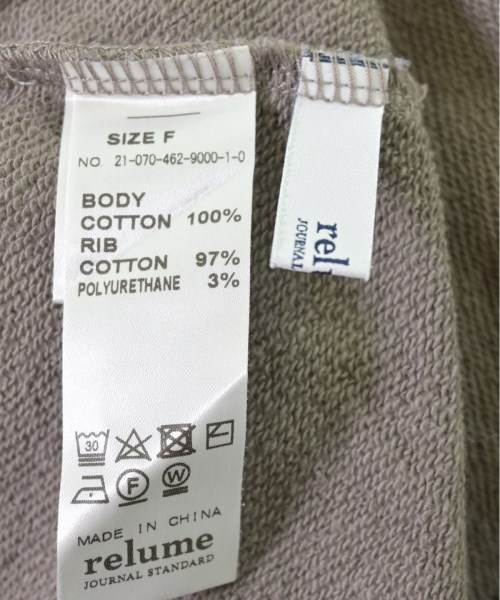 SIZE F
NO. 21-070-462-9000-1-0
BODY
COTTON 100%
RIB
COTTON 97%
POLYURETHANE 3%
30
F
W
MADE IN CHINA
relume
JOURNAL STANDARD
rel
JOURNAL